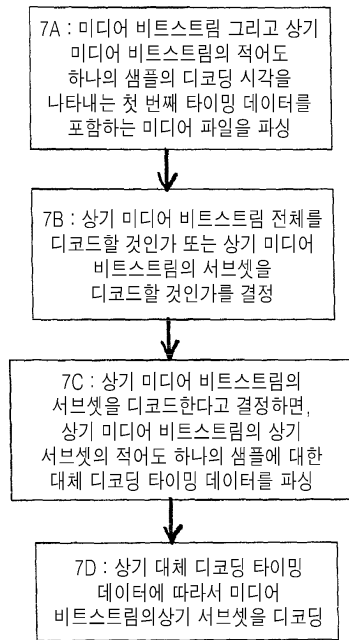 7A : 미디어 비트스트림 그리고 상기
미디어 비트스트림의 적어도
하나의 샘플의 디코딩 시각을
나타내는 첫 번째 타이밍 데이터를
포함하는 미디어 파일을 파싱
7B : 상기 미디어 비트스트림 전체를
디코드할 것인가 또는 상기 미디어
비트스트림의 서브셋을
디코드할 것인가를 결정
7C : 상기 미디어 비트스트림의
서브셋을 디코드한다고 결정하면,
상기 미디어 비트스트림의 상기
서브셋의 적어도 하나의 샘플에 대한
대체 디코딩 타이밍 데이터를 파싱
7D : 상기 대체 디코딩 타이밍
데이터에 따라서 미디어
비트스트림의상기 서브셋을 디코딩